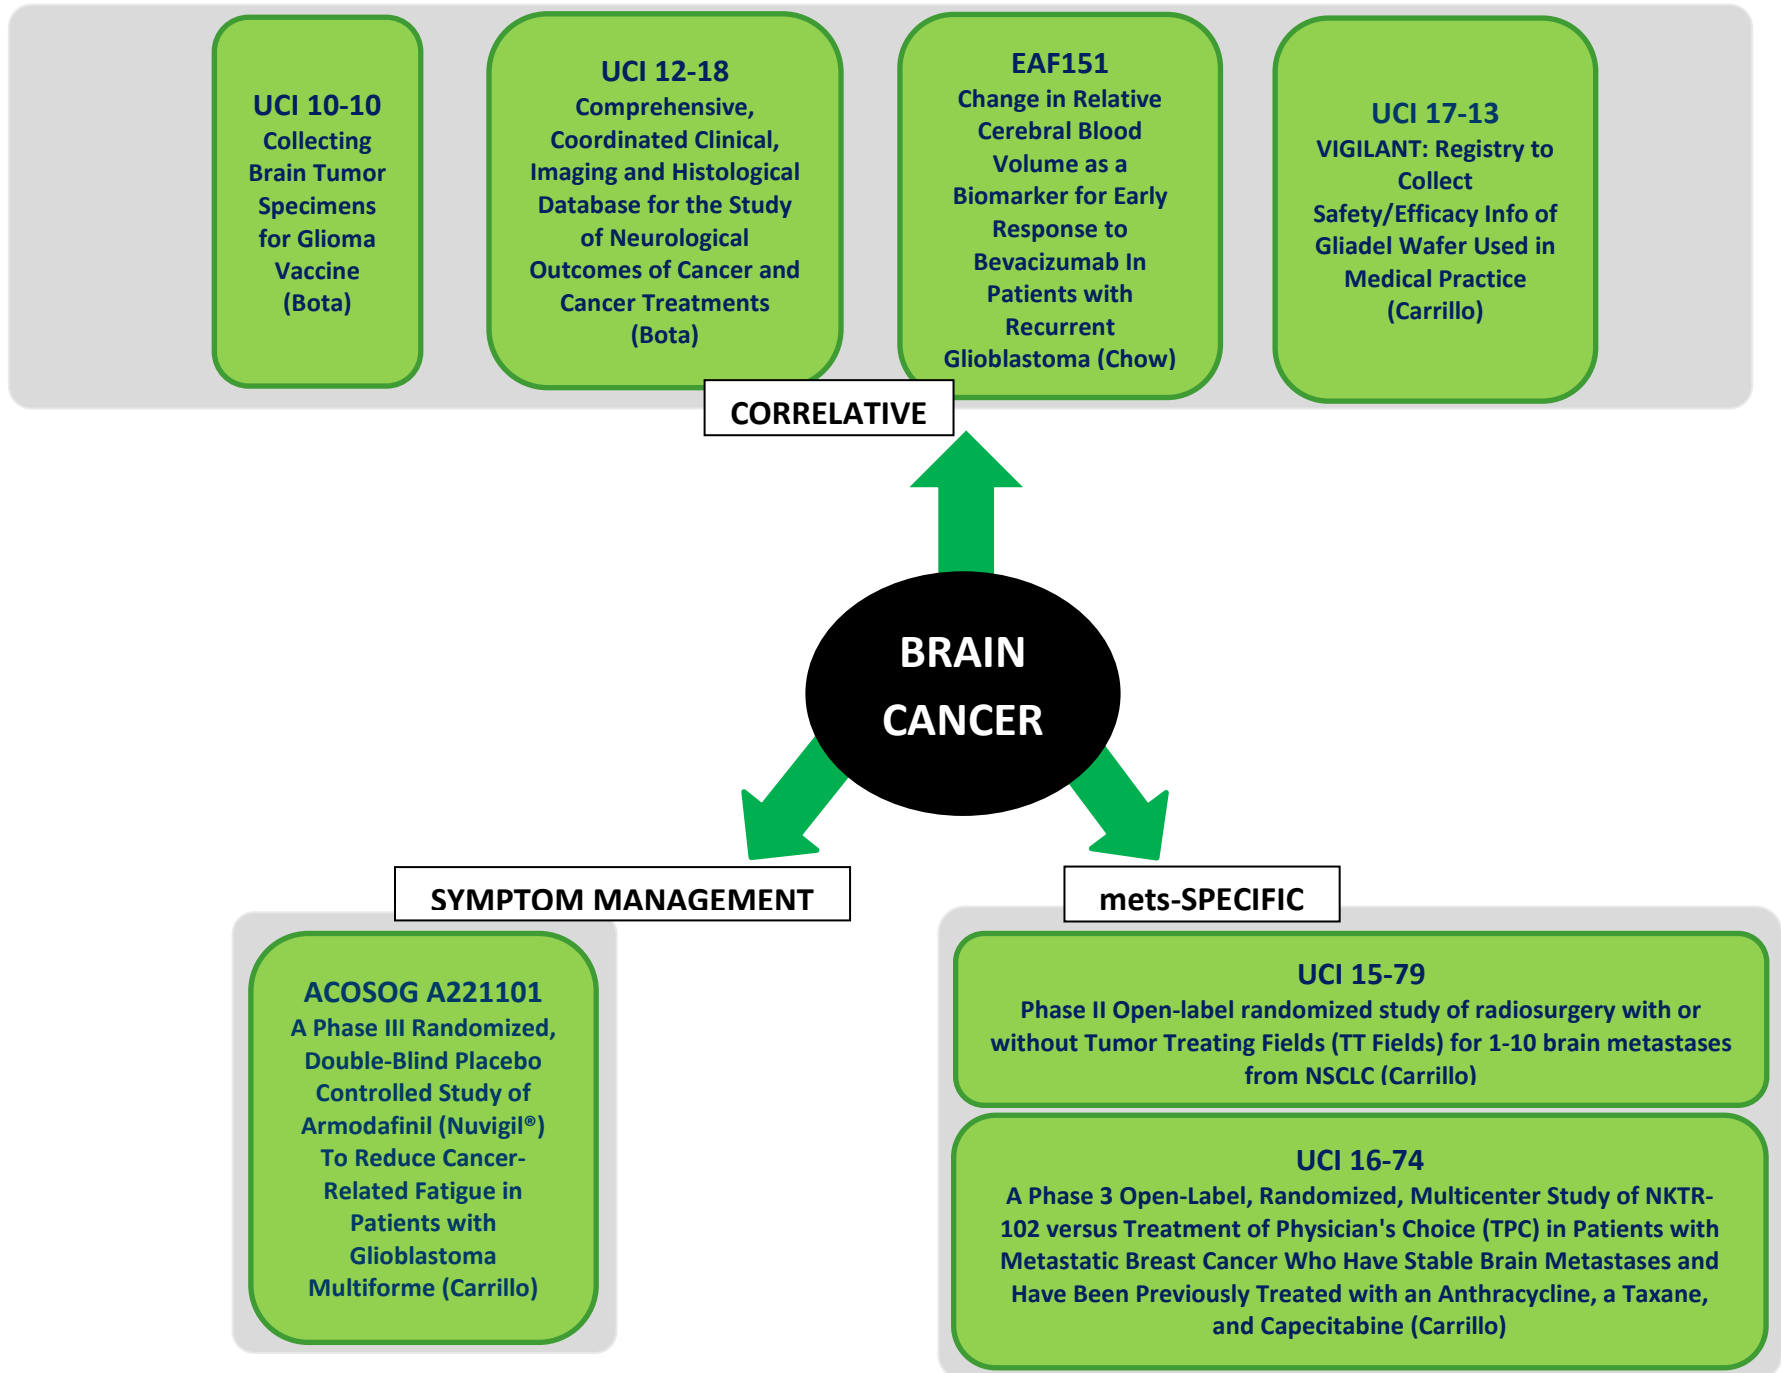 UCI 10-10
Collecting
Brain Tumor
Specimens
for Glioma
Vaccine
(Bota)
UCI 12-18
Comprehensive,
Coordinated Clinical,
Imaging and Histological
Database for the Study
of Neurological
Outcomes of Cancer and
Cancer Treatments
(Bota)
EAF151
Change in Relative
Cerebral Blood
Volume as a
Biomarker for Early
Response to
Bevacizumab In
Patients with
Recurrent
Glioblastoma (Chow)
UCI 17-13
VIGILANT: Registry to
Collect
Safety/Efficacy Info of
Gliadel Wafer Used in
Medical Practice
(Carrillo)
CORRELATIVE
BRAIN
CANCER
SYMPTOM MANAGEMENT
mets-SPECIFIC
ACOSOG A221101
A Phase III Randomized,
Double-Blind Placebo
Controlled Study of
Armodafinil (Nuvigil®)
To Reduce Cancer-
Related Fatigue in
Patients with
Glioblastoma
Multiforme (Carrillo)
UCI 15-79
Phase II Open-label randomized study of radiosurgery with or
without Tumor Treating Fields (TT Fields) for 1-10 brain metastases
from NSCLC (Carrillo)
UCI 16-74
A Phase 3 Open-Label, Randomized, Multicenter Study of NKTR-
102 versus Treatment of Physician's Choice (TPC) in Patients with
Metastatic Breast Cancer Who Have Stable Brain Metastases and
Have Been Previously Treated with an Anthracycline, a Taxane,
and Capecitabine (Carrillo)